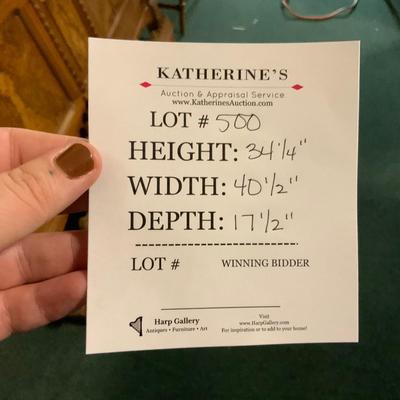 KATHERINE'S
Auction & Appraisal Service
www.KatherinesAuction.com
LOT # 500
HEIGHT: 34 1/4"
WIDTH: 40 1/2"
DEPTH: 17 1/2"
LOT # WINNING BIDDER
Harp Gallery
Antiques • Furniture • Art
Visit
www.HarpGallery.com
For inspiration or to add to your home!